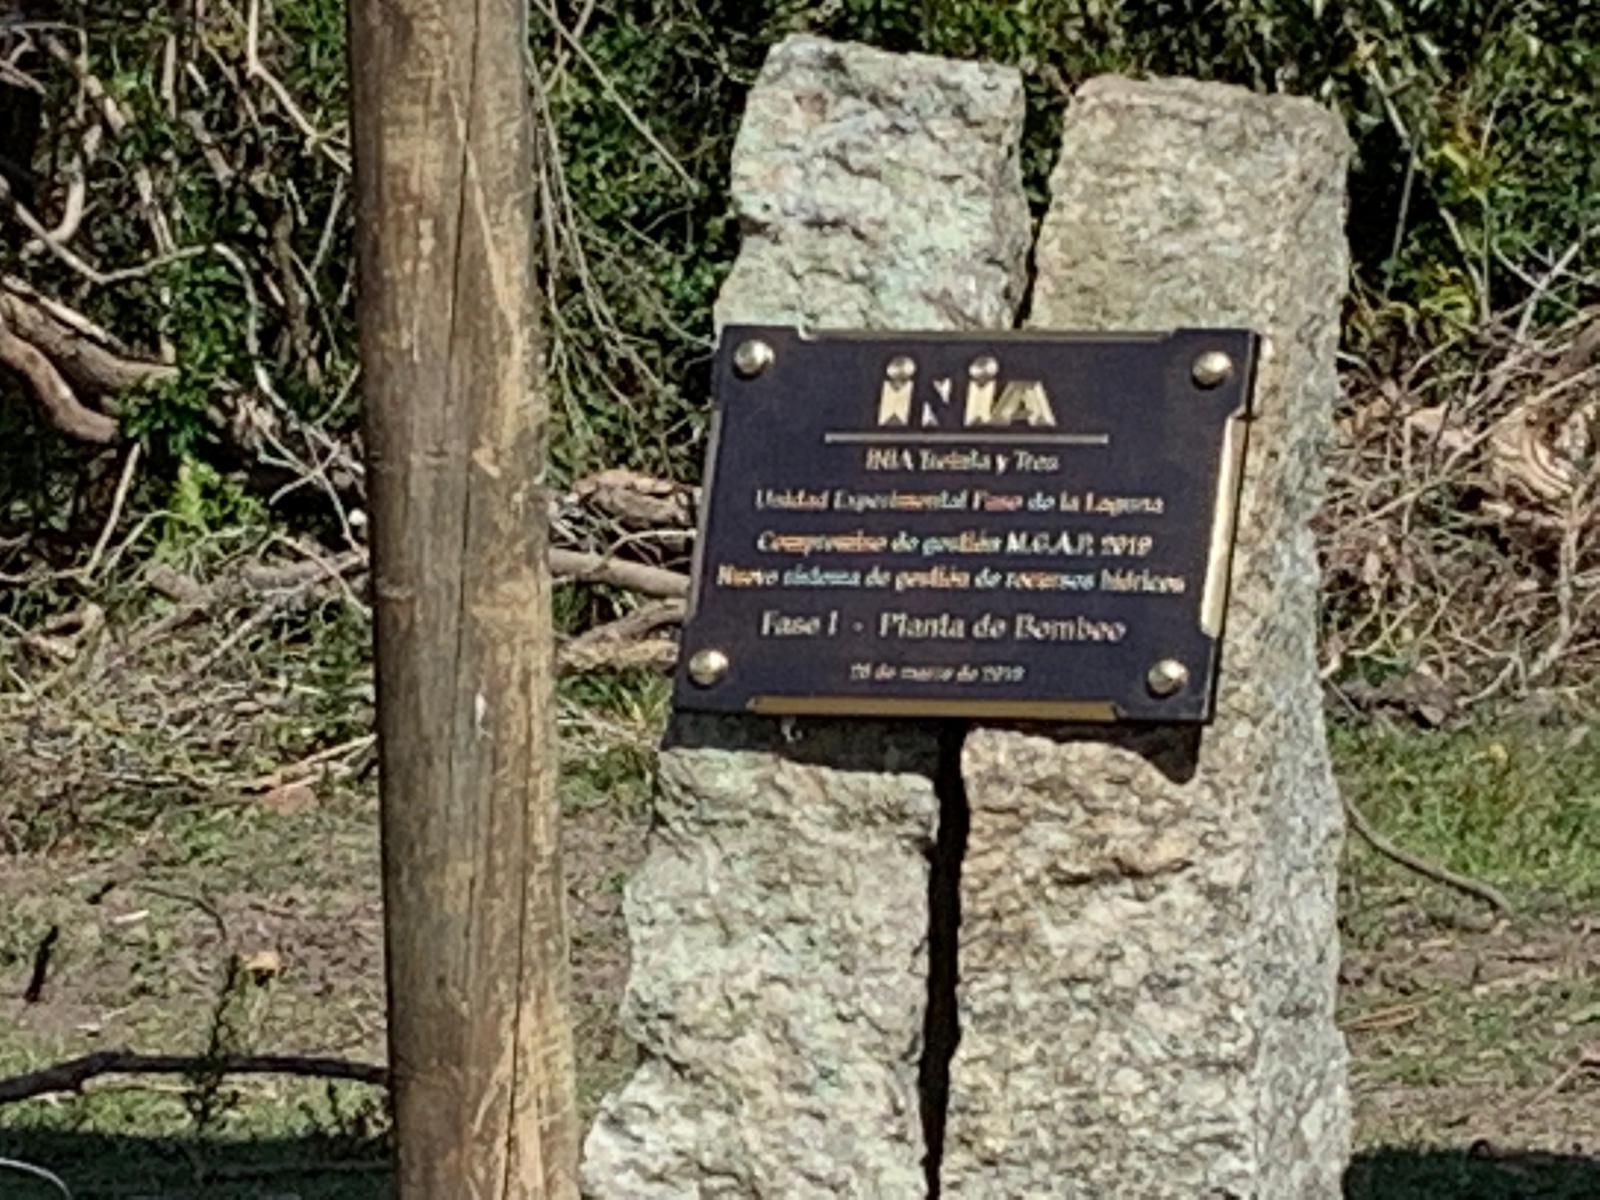 INIA
INIA Treinta y Tres
Unidad Experimental Paso de la Laguna
Compromiso de gestión M.G.A.P. 2019
Nuevo sistema de gestión de recursos hídricos
Fase I - Planta de Bombeo
de marzo de 2019